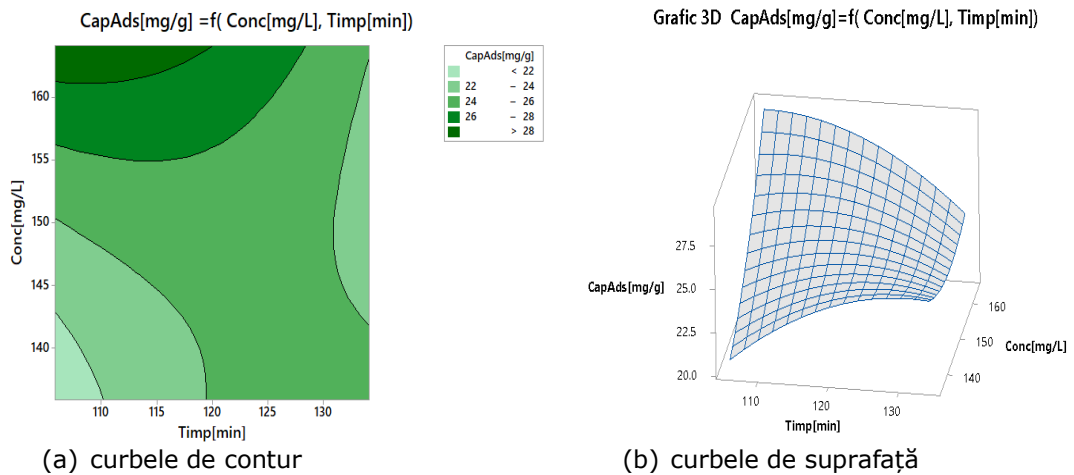 CapAds[mg/g] =f( Conc[mg/L], Timp[min])
CapAds[mg/g]
< 22
22 – 24
24 – 26
26 – 28
> 28
Conc[mg/L]
160
155
150
145
140
110 115 120 125 130
Timp[min]
(a) curbele de contur
Grafic 3D CapAds[mg/g]=f( Conc[mg/L], Timp[min])
CapAds[mg/g]
27.5
25.0
22.5
20.0
110 120 130
Timp[min]
140
150
160
Conc[mg/L]
(b) curbele de suprafață